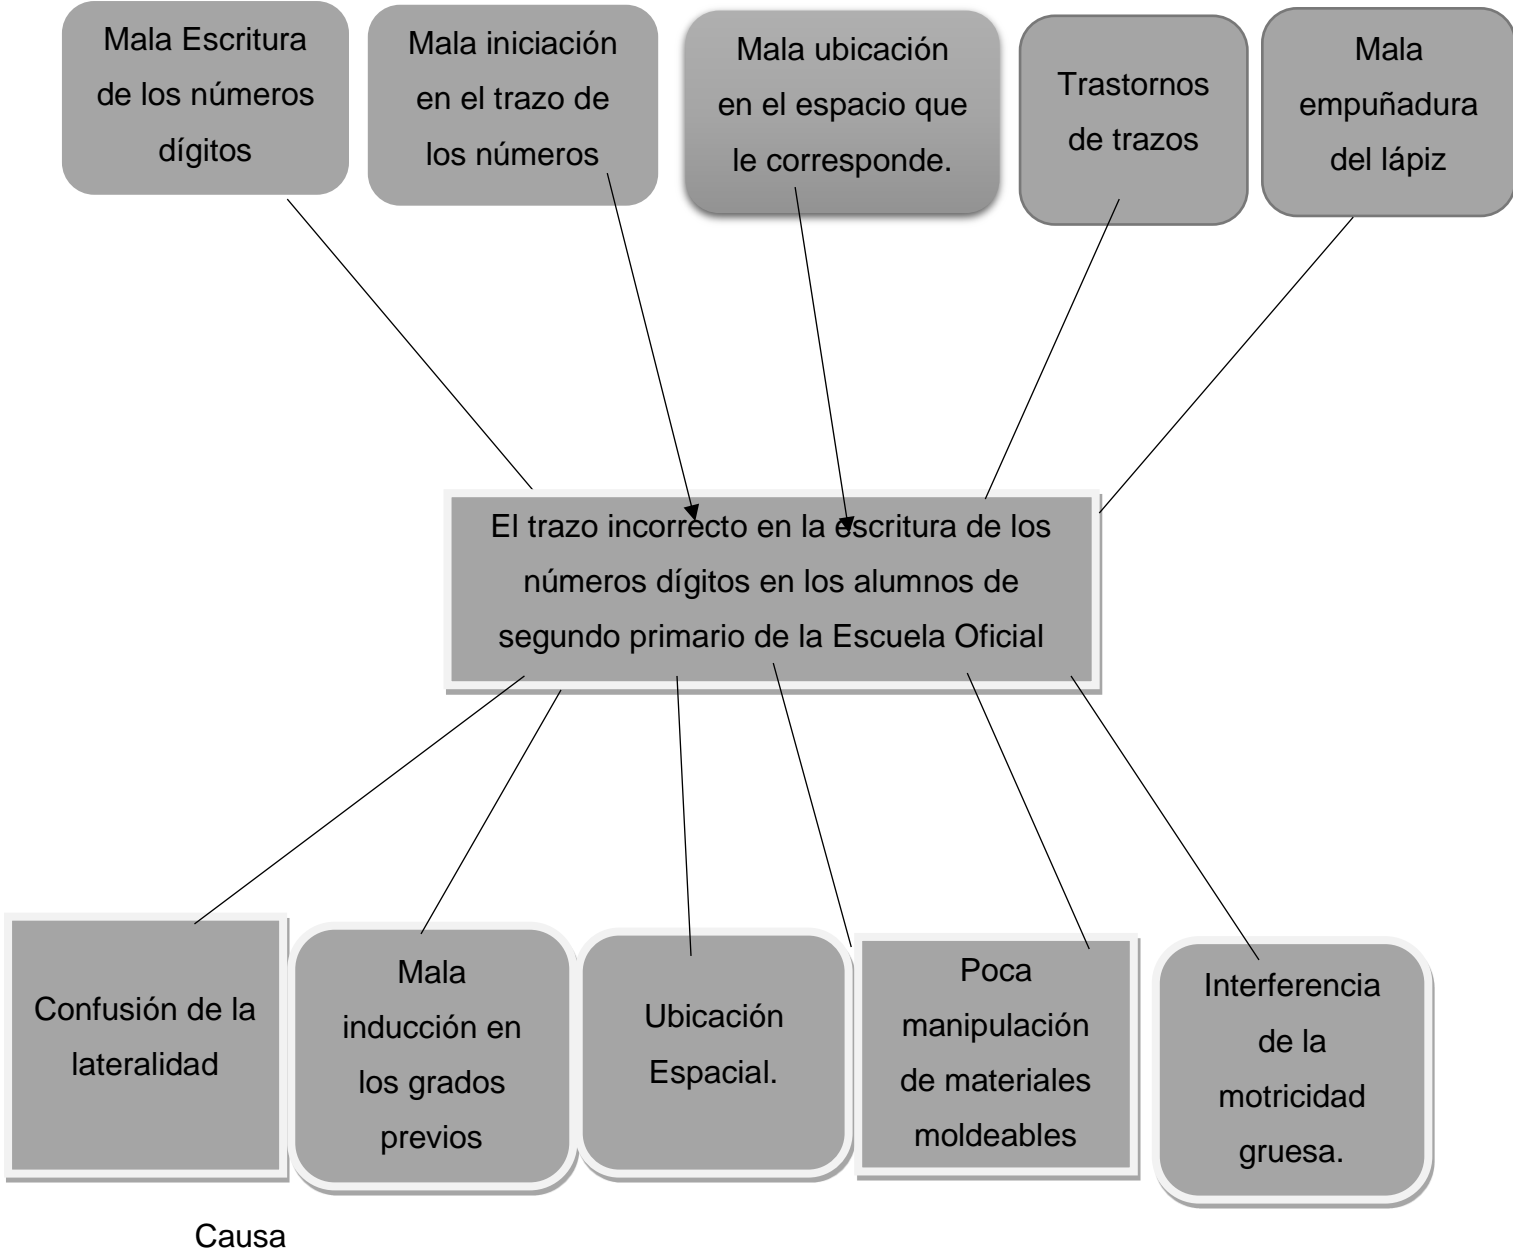 Mala Escritura
de los números
dígitos
Mala iniciación
en el trazo de
los números
Mala ubicación
en el espacio que
le corresponde.
Trastornos
de trazos
Mala
empuñadura
del lápiz
El trazo incorrecto en la escritura de los
números dígitos en los alumnos de
segundo primario de la Escuela Oficial
Confusión de la
lateralidad
Mala
inducción en
los grados
previos
Ubicación
Espacial.
Poca
manipulación
de materiales
moldeables
Interferencia
de la
motricidad
gruesa.
Causa